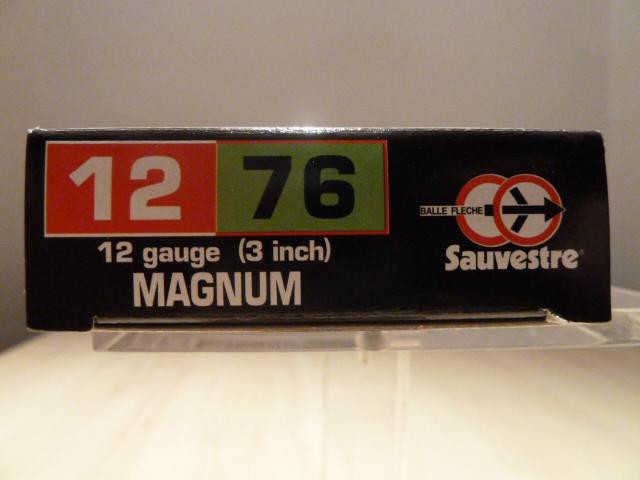 12 76
12 gauge (3 inch)
MAGNUM
BALLE FLECHE
Sauvestre